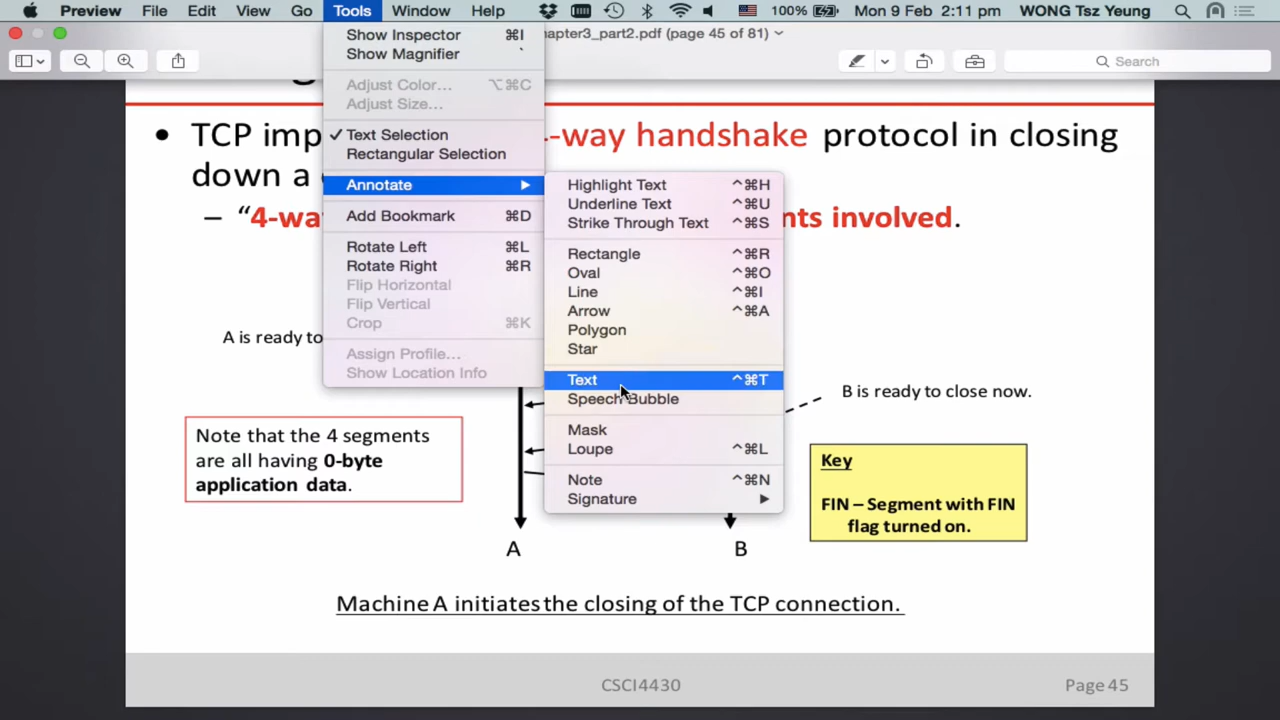 Preview File Edit View Go Tools Window Help 100% Mon 9 Feb 2:11 pm WONG Tsz Yeung
hapter3_part2.pdf (page 45 of 81)
Search
Show Inspector ⌘I
Show Magnifier `
Adjust Color... ⌥⌘C
Adjust Size...
✓ Text Selection
Rectangular Selection
Annotate ▶
Add Bookmark ⌘D
Rotate Left ⌘L
Rotate Right ⌘R
Flip Horizontal
Flip Vertical
Crop ⌘K
Assign Profile...
Show Location Info
Highlight Text ^⌘H
Underline Text ^⌘U
Strike Through Text ^⌘S
Rectangle ^⌘R
Oval ^⌘O
Line ^⌘I
Arrow ^⌘A
Polygon
Star
Text ^⌘T
Speech Bubble
Mask
Loupe ^⌘L
Note ^⌘N
Signature ▶
• TCP imp 4-way handshake protocol in closing
down a
– “4-wa nts involved.
A is ready to
B is ready to close now.
Note that the 4 segments
are all having 0-byte
application data.
Key
FIN – Segment with FIN
flag turned on.
A B
Machine A initiates the closing of the TCP connection.
CSCI4430 Page 45